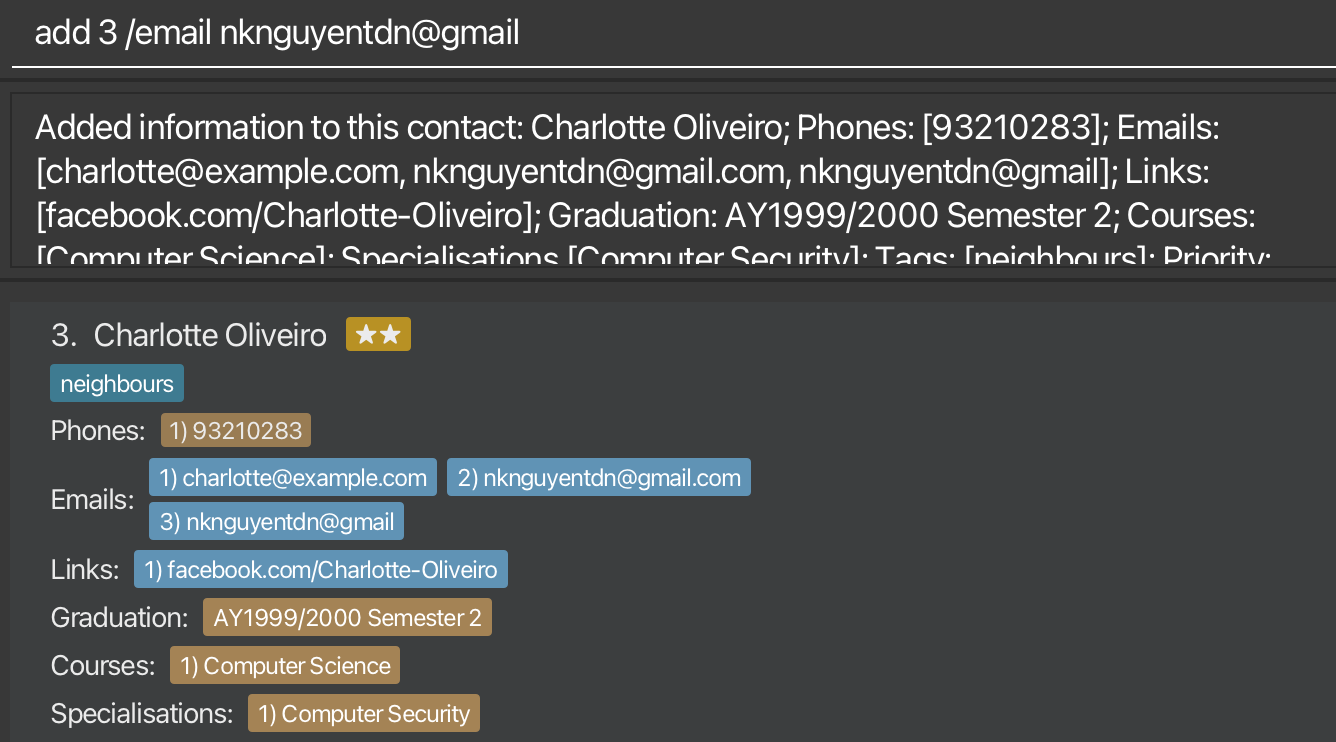 add 3 /email nknguyentdn@gmail
Added information to this contact: Charlotte Oliveiro; Phones: [93210283]; Emails:
[charlotte@example.com, nknguyentdn@gmail.com, nknguyentdn@gmail]; Links:
[facebook.com/Charlotte-Oliveiro]; Graduation: AY1999/2000 Semester 2; Courses:
[Computer Science]; Specialisations [Computer Security]; Tags: [neighbours]; Priority:
3. Charlotte Oliveiro ★★
neighbours
Phones: 1) 93210283
Emails: 1) charlotte@example.com 2) nknguyentdn@gmail.com
3) nknguyentdn@gmail
Links: 1) facebook.com/Charlotte-Oliveiro
Graduation: AY1999/2000 Semester 2
Courses: 1) Computer Science
Specialisations: 1) Computer Security